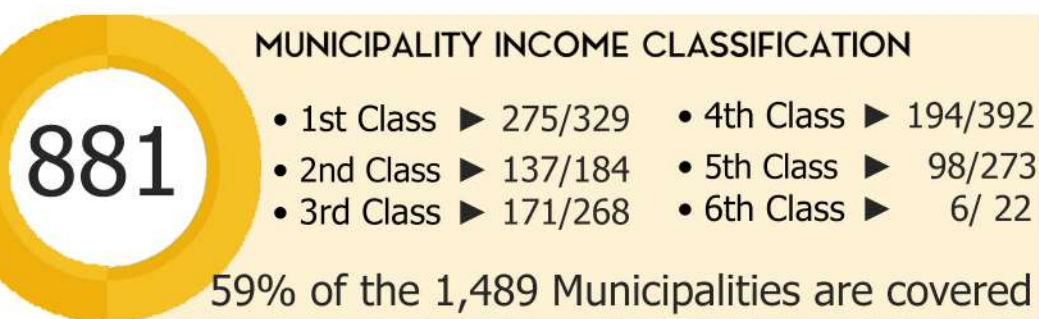 MUNICIPALITY INCOME CLASSIFICATION
881
• 1st Class ► 275/329
• 2nd Class ► 137/184
• 3rd Class ► 171/268
• 4th Class ► 194/392
• 5th Class ► 98/273
• 6th Class ► 6/ 22
59% of the 1,489 Municipalities are covered